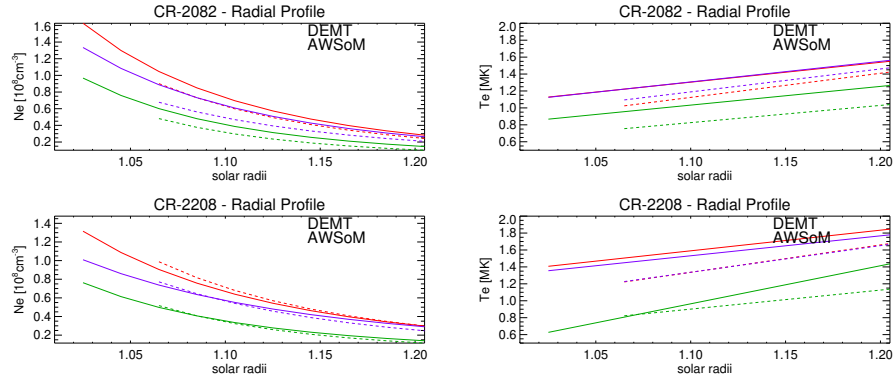 CR-2082 - Radial Profile
DEMT
AWSoM
Ne [10⁸cm⁻³]
1.6
1.4
1.2
1.0
0.8
0.6
0.4
0.2
1.05
1.10
1.15
1.20
solar radii
CR-2082 - Radial Profile
DEMT
AWSoM
Te [MK]
2.0
1.8
1.6
1.4
1.2
1.0
0.8
0.6
1.05
1.10
1.15
1.20
solar radii
CR-2208 - Radial Profile
DEMT
AWSoM
Ne [10⁸cm⁻³]
1.4
1.2
1.0
0.8
0.6
0.4
0.2
1.05
1.10
1.15
1.20
solar radii
CR-2208 - Radial Profile
DEMT
AWSoM
Te [MK]
2.0
1.8
1.6
1.4
1.2
1.0
0.8
0.6
1.05
1.10
1.15
1.20
solar radii